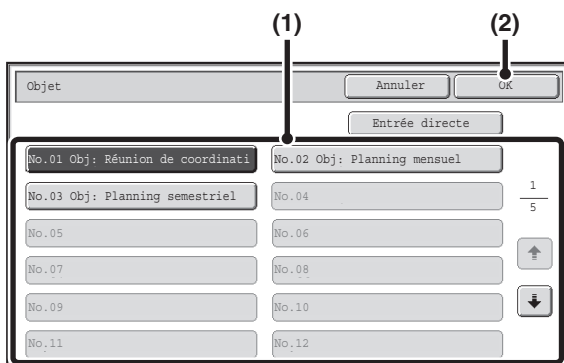 (1) (2)
Objet Annuler OK
Entrée directe
No.01 Obj: Réunion de coordinati No.02 Obj: Planning mensuel
No.03 Obj: Planning semestriel No.04
1
5
No.05 No.06
No.07 No.08
No.09 No.10
No.11 No.12